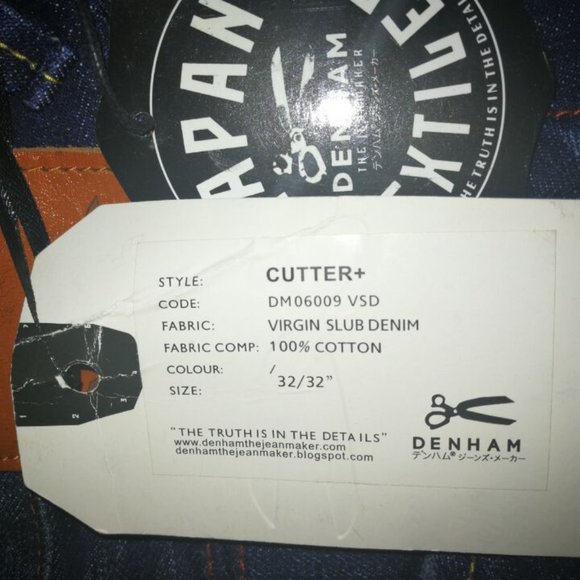 JAPAN
TEXTILE
THE TRUTH IS IN THE DETAIL
DENHAM
THE JEANMAKER
デンハム ジーンズ・メーカー
STYLE: CUTTER+
CODE: DM06009 VSD
FABRIC: VIRGIN SLUB DENIM
FABRIC COMP: 100% COTTON
COLOUR: /
SIZE: 32/32"
"THE TRUTH IS IN THE DETAILS"
www.denhamthejeanmaker.com
denhamthejeanmaker.blogspot.com
DENHAM
デンハム® ジーンズ・メーカー